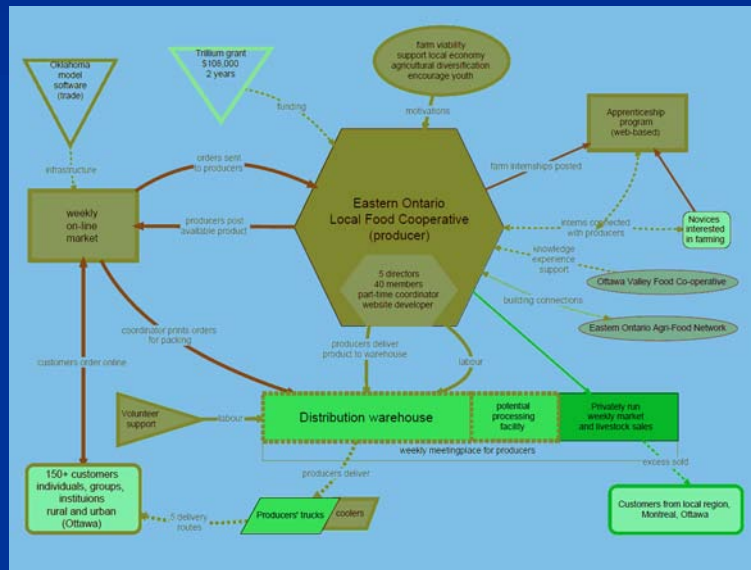 Oklahoma
model
software
(trade)
Trillium grant
$108,000
2 years
farm viability
support local economy
agricultural diversification
encourage youth
funding
motivations
Apprenticeship
program
(web-based)
infrastructure
orders sent
to producers
farm internships posted
weekly
on-line
market
Eastern Ontario
Local Food Cooperative
(producer)
producers post
available product
interns connected
with producers
Novices
interested
in farming
knowledge
experience
support
5 directors
40 members
part-time coordinator
website developer
Ottawa Valley Food Co-operative
building connections
Eastern Ontario Agri-Food Network
coordinator prints orders
for packing
customers order online
producers deliver
product to warehouse
labour
Volunteer
support
labour
Distribution warehouse
potential
processing
facility
Privately run
weekly market
and livestock sales
weekly meetingplace for producers
150+ customers
individuals, groups,
instituions
rural and urban
(Ottawa)
producers deliver
excess sold
5 delivery
routes
Producers' trucks
coolers
Customers from local region,
Montreal, Ottawa